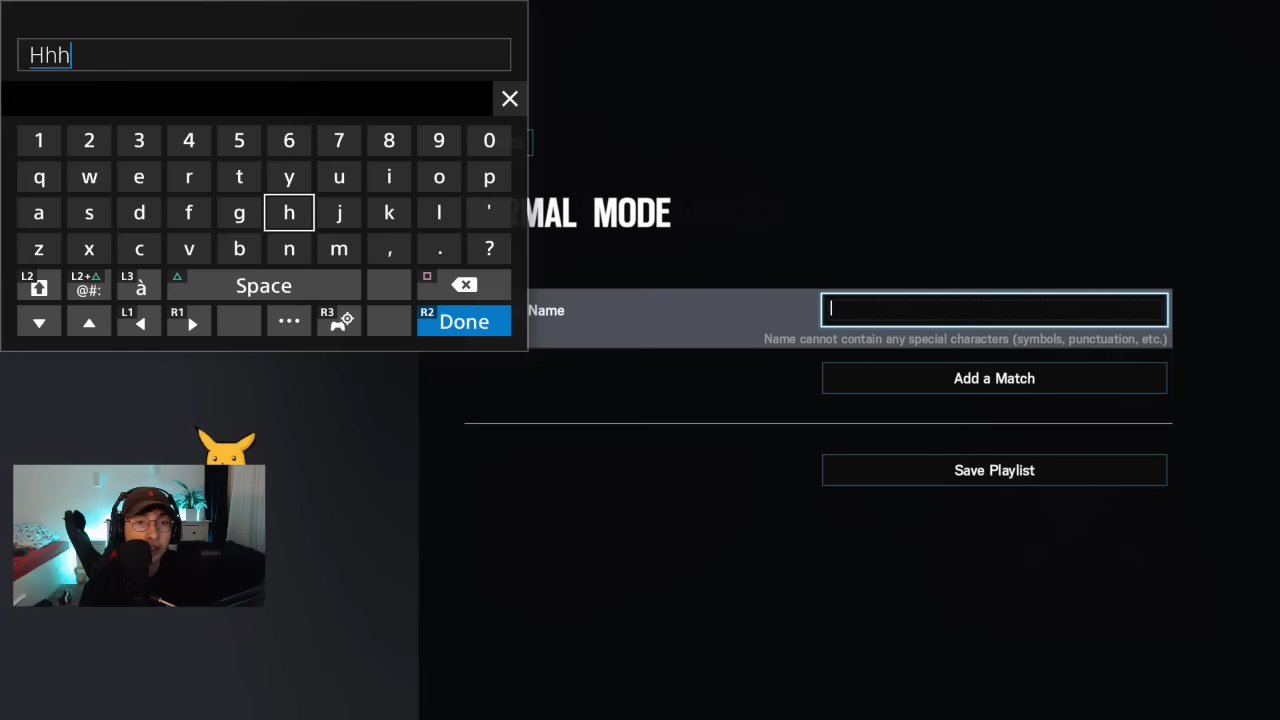 Hhh
1 2 3 4 5 6 7 8 9 0
q w e r t y u i o p
a s d f g h j k l '
z x c v b n m , . ?
L2 L2+△ @#: L3 à △ Space
L1 R1 ... R3 R2 Done
MAL MODE
Name
Name cannot contain any special characters (symbols, punctuation, etc.)
Add a Match
Save Playlist